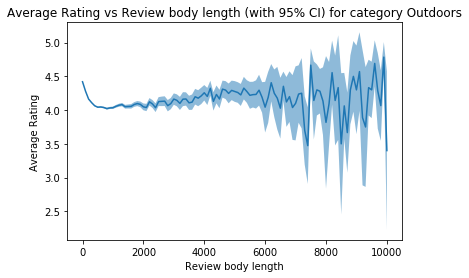 Average Rating vs Review body length (with 95% CI) for category Outdoors
5.0
4.5
4.0
3.5
3.0
2.5
Average Rating
0 2000 4000 6000 8000 10000
Review body length